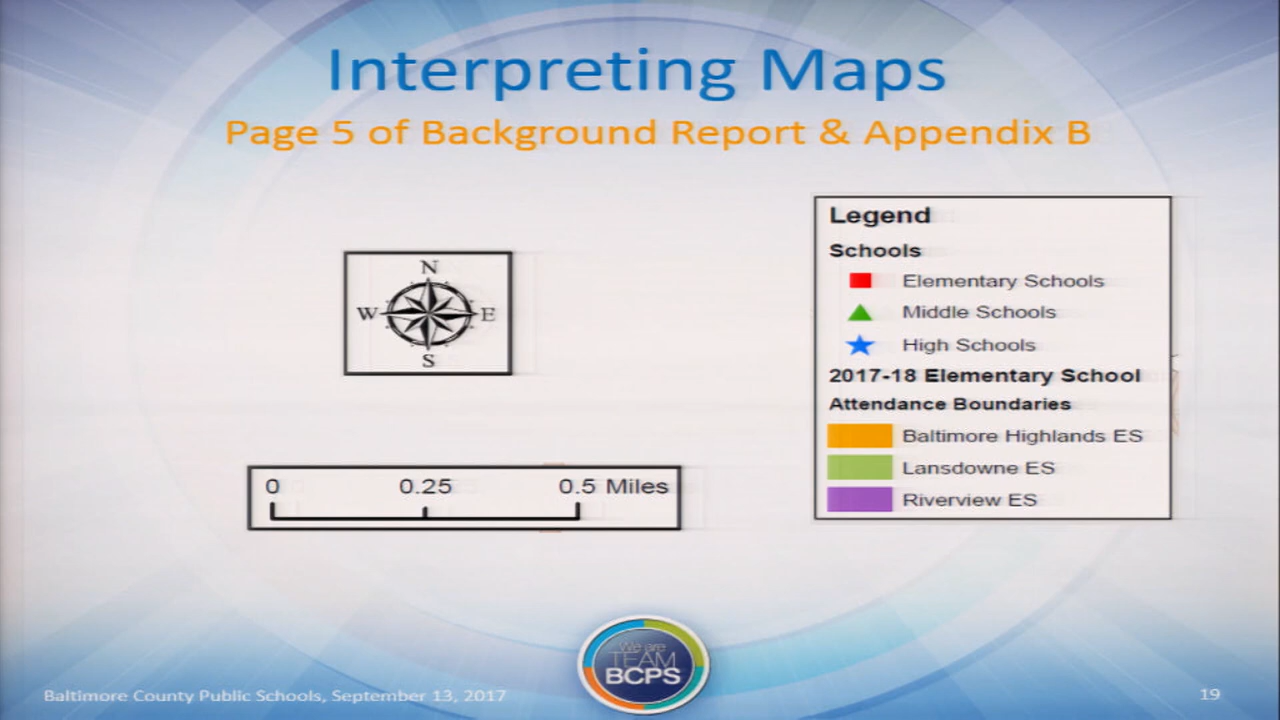 Interpreting Maps
Page 5 of Background Report & Appendix B
N
W E
S
0 0.25 0.5 Miles
Legend
Schools
Elementary Schools
Middle Schools
High Schools
2017-18 Elementary School
Attendance Boundaries
Baltimore Highlands ES
Lansdowne ES
Riverview ES
We are
TEAM
BCPS
Baltimore County Public Schools, September 13, 2017
19